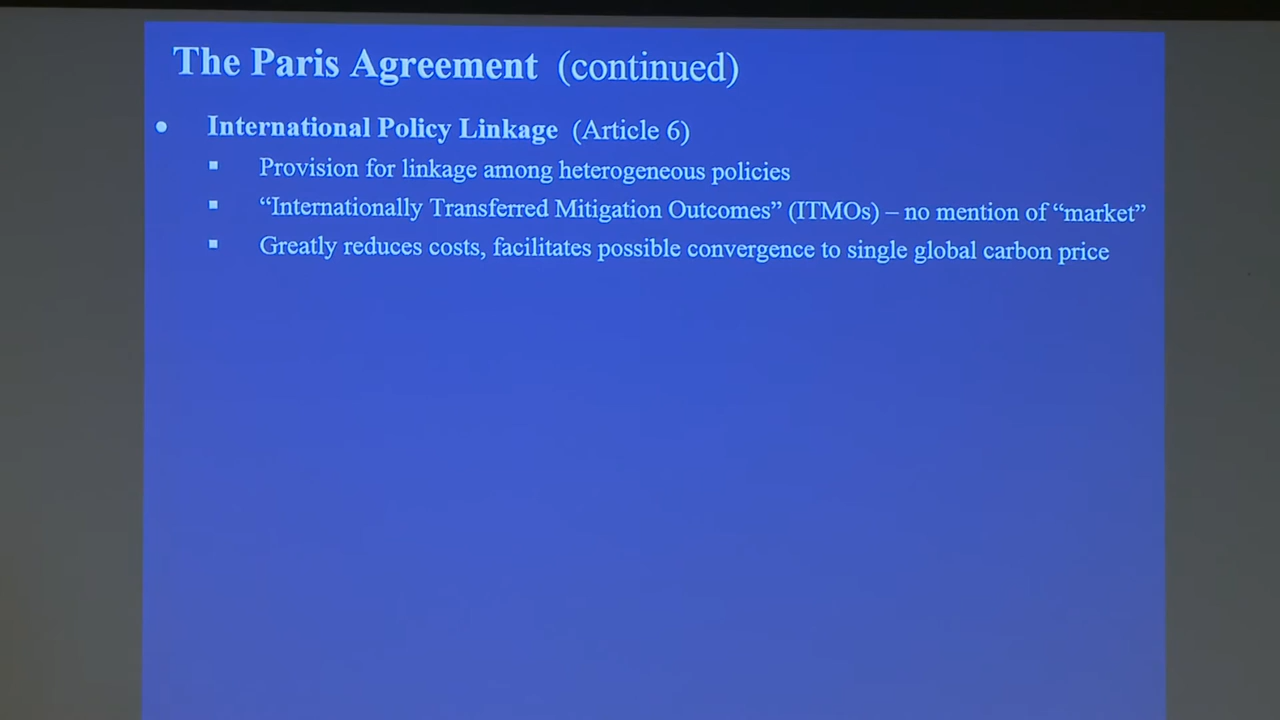 The Paris Agreement (continued)
• International Policy Linkage (Article 6)
▪ Provision for linkage among heterogeneous policies
▪ “Internationally Transferred Mitigation Outcomes” (ITMOs) – no mention of “market”
▪ Greatly reduces costs, facilitates possible convergence to single global carbon price